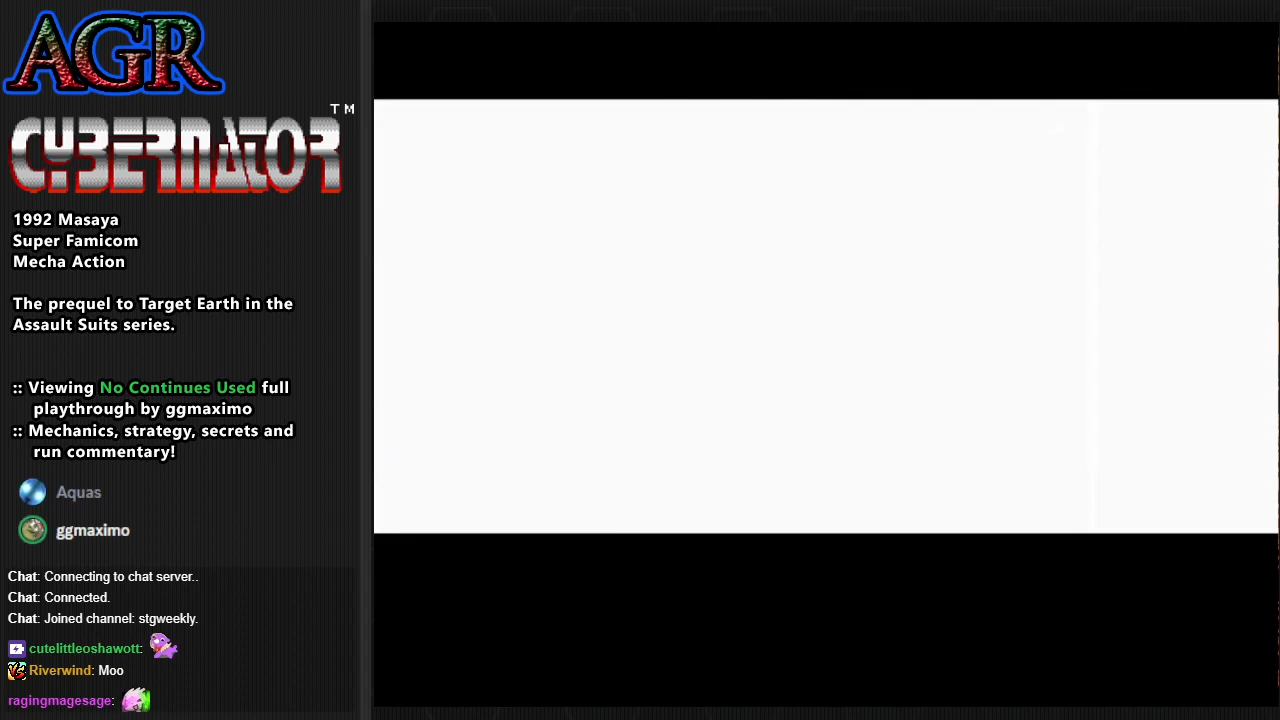 AGR
CYBERNATOR TM
1992 Masaya
Super Famicom
Mecha Action
The prequel to Target Earth in the
Assault Suits series.
:: Viewing No Continues Used full
playthrough by ggmaximo
:: Mechanics, strategy, secrets and
run commentary!
Aquas
ggmaximo
Chat: Connecting to chat server..
Chat: Connected.
Chat: Joined channel: stgweekly.
cutelittleoshawott:
Riverwind: Moo
ragingmagesage: